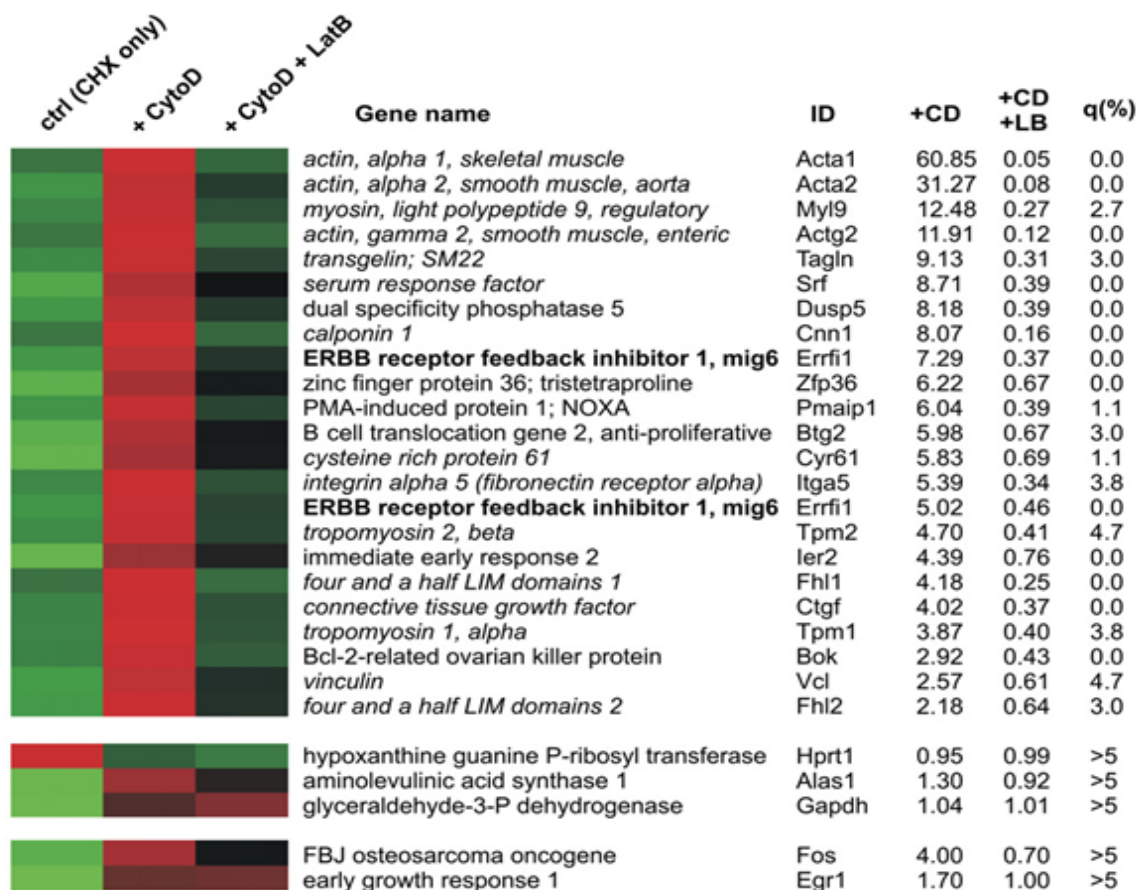 ctrl (CHX only)
+ CytoD
+ CytoD + LatB
Gene name ID +CD +CD +LB q(%)
actin, alpha 1, skeletal muscle Acta1 60.85 0.05 0.0
actin, alpha 2, smooth muscle, aorta Acta2 31.27 0.08 0.0
myosin, light polypeptide 9, regulatory Myl9 12.48 0.27 2.7
actin, gamma 2, smooth muscle, enteric Actg2 11.91 0.12 0.0
transgelin; SM22 Tagln 9.13 0.31 3.0
serum response factor Srf 8.71 0.39 0.0
dual specificity phosphatase 5 Dusp5 8.18 0.39 0.0
calponin 1 Cnn1 8.07 0.16 0.0
ERBB receptor feedback inhibitor 1, mig6 Errfi1 7.29 0.37 0.0
zinc finger protein 36; tristetraproline Zfp36 6.22 0.67 0.0
PMA-induced protein 1; NOXA Pmaip1 6.04 0.39 1.1
B cell translocation gene 2, anti-proliferative Btg2 5.98 0.67 3.0
cysteine rich protein 61 Cyr61 5.83 0.69 1.1
integrin alpha 5 (fibronectin receptor alpha) Itga5 5.39 0.34 3.8
ERBB receptor feedback inhibitor 1, mig6 Errfi1 5.02 0.46 0.0
tropomyosin 2, beta Tpm2 4.70 0.41 4.7
immediate early response 2 Ier2 4.39 0.76 0.0
four and a half LIM domains 1 Fhl1 4.18 0.25 0.0
connective tissue growth factor Ctgf 4.02 0.37 0.0
tropomyosin 1, alpha Tpm1 3.87 0.40 3.8
Bcl-2-related ovarian killer protein Bok 2.92 0.43 0.0
vinculin Vcl 2.57 0.61 4.7
four and a half LIM domains 2 Fhl2 2.18 0.64 3.0
hypoxanthine guanine P-ribosyl transferase Hprt1 0.95 0.99 >5
aminolevulinic acid synthase 1 Alas1 1.30 0.92 >5
glyceraldehyde-3-P dehydrogenase Gapdh 1.04 1.01 >5
FBJ osteosarcoma oncogene Fos 4.00 0.70 >5
early growth response 1 Egr1 1.70 1.00 >5